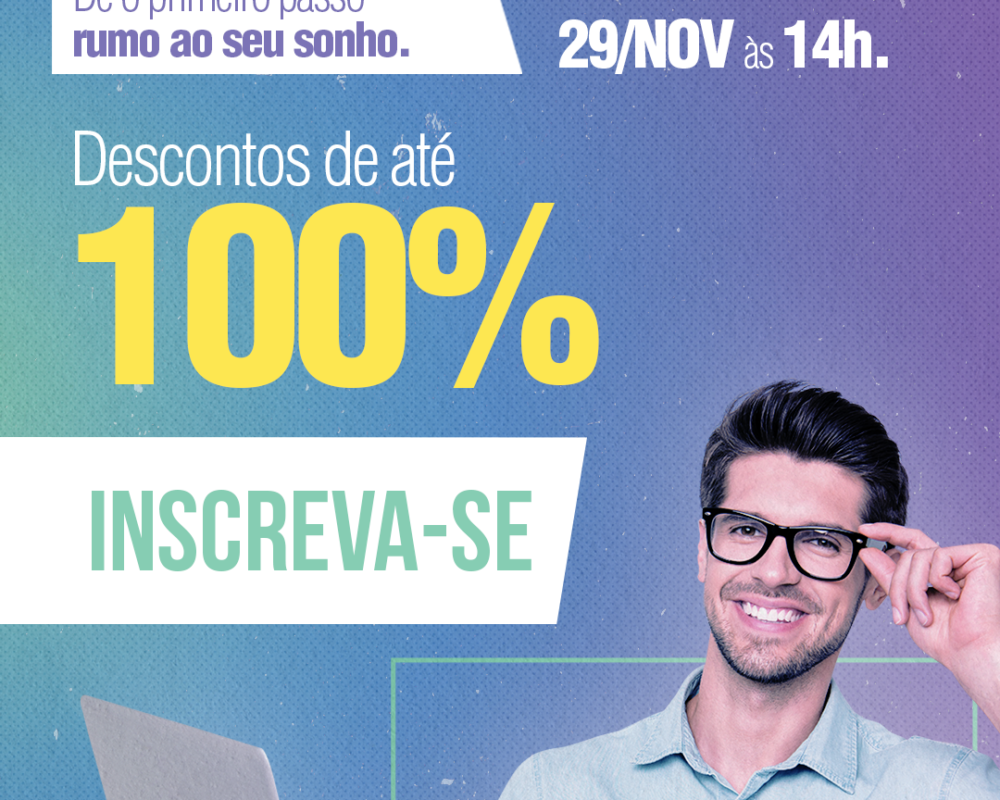 Dê o primeiro passo
rumo ao seu sonho.
29/NOV às 14h.
Descontos de até
100%
INSCREVA-SE